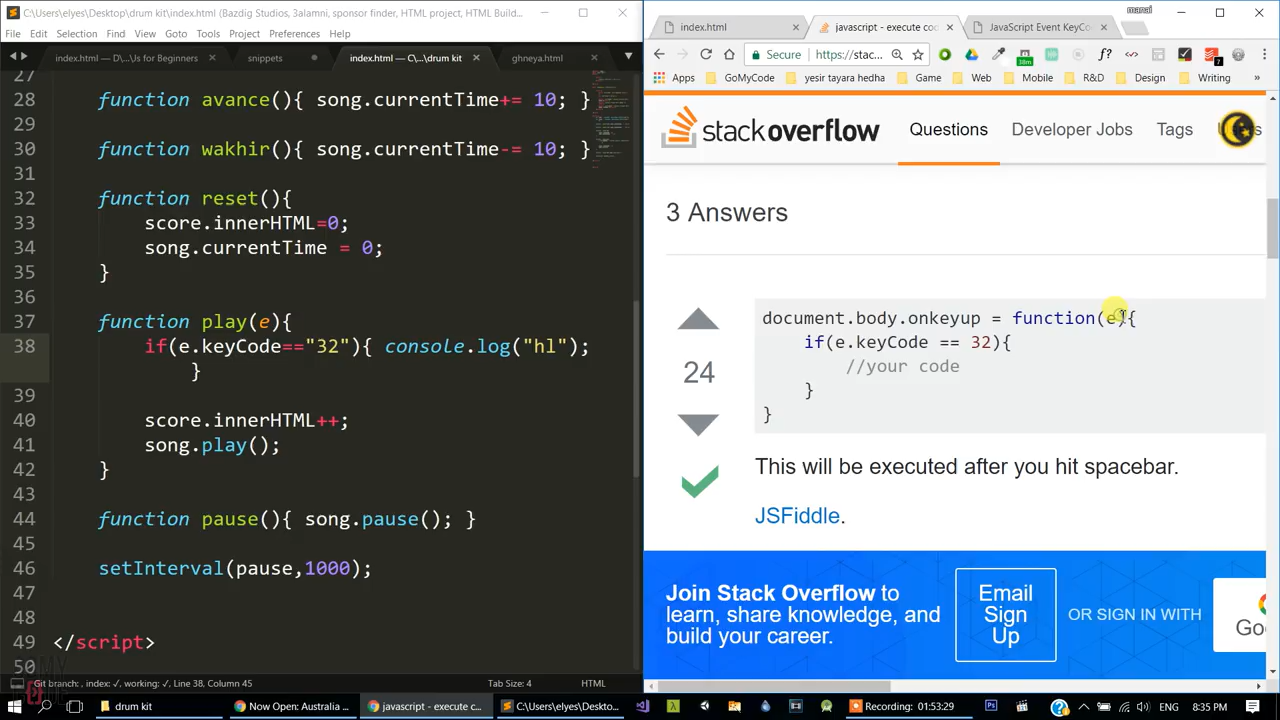 C:\Users\elyes\Desktop\drum kit\index.html (Bazdig Studios, 3alamni, sponsor finder, HTML project, HTML Build...
File Edit Selection Find View Goto Tools Project Preferences Help
index.html — D...\Js for Beginners
snippets
index.html — C...\drum kit
ghneya.html
27
28 function avance(){ song.currentTime+= 10; }
29
30 function wakhir(){ song.currentTime-= 10; }
31
32 function reset(){
33 score.innerHTML=0;
34 song.currentTime = 0;
35 }
36
37 function play(e){
38 if(e.keyCode=="32"){ console.log("hl");
}
39
40 score.innerHTML++;
41 song.play();
42 }
43
44 function pause(){ song.pause(); }
45
46 setInterval(pause,1000);
47
48
49 </script>
50
Git branch: , index: ✓, working: ✓, Line 38, Column 45
Tab Size: 4
HTML
manal
index.html
javascript - execute co
JavaScript Event KeyCo
Secure
https://stac...
38m
f?
7
Apps
GoMyCode
yesir tayara hedha
Game
Web
Mobile
R&D
Design
Writing
stackoverflow
Questions
Developer Jobs
Tags
3 Answers
24
document.body.onkeyup = function(e){
if(e.keyCode == 32){
//your code
}
}
This will be executed after you hit spacebar.
JSFiddle.
Join Stack Overflow to
learn, share knowledge, and
build your career.
Email
Sign
Up
OR SIGN IN WITH
Goo
drum kit
Now Open: Australia ...
javascript - execute c...
C:\Users\elyes\Deskto...
Recording: 01:53:29
8:35 PM